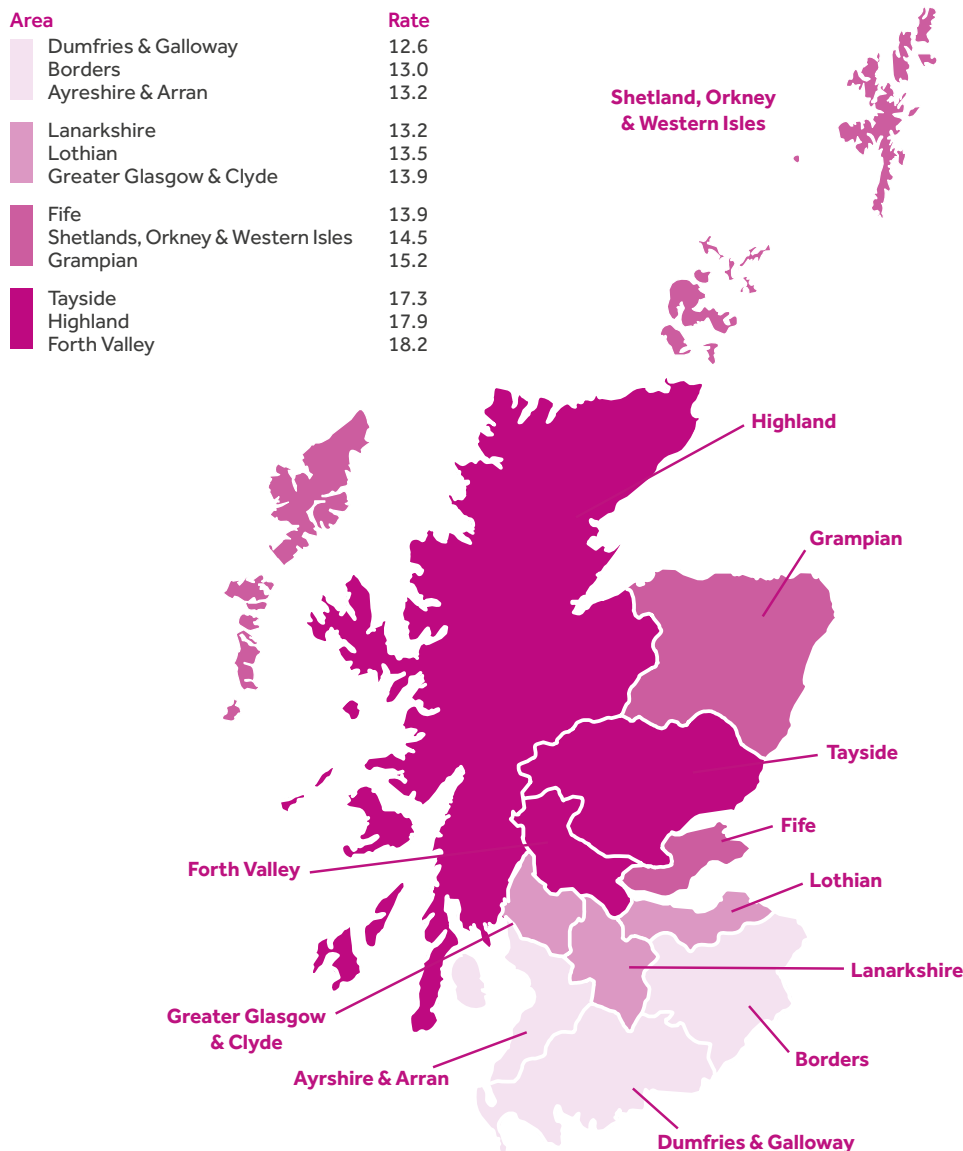 Area Rate
Dumfries & Galloway 12.6
Borders 13.0
Ayreshire & Arran 13.2
Lanarkshire 13.2
Lothian 13.5
Greater Glasgow & Clyde 13.9
Fife 13.9
Shetlands, Orkney & Western Isles 14.5
Grampian 15.2
Tayside 17.3
Highland 17.9
Forth Valley 18.2
Shetland, Orkney
& Western Isles
Highland
Grampian
Tayside
Fife
Forth Valley
Lothian
Lanarkshire
Greater Glasgow
& Clyde
Borders
Ayrshire & Arran
Dumfries & Galloway